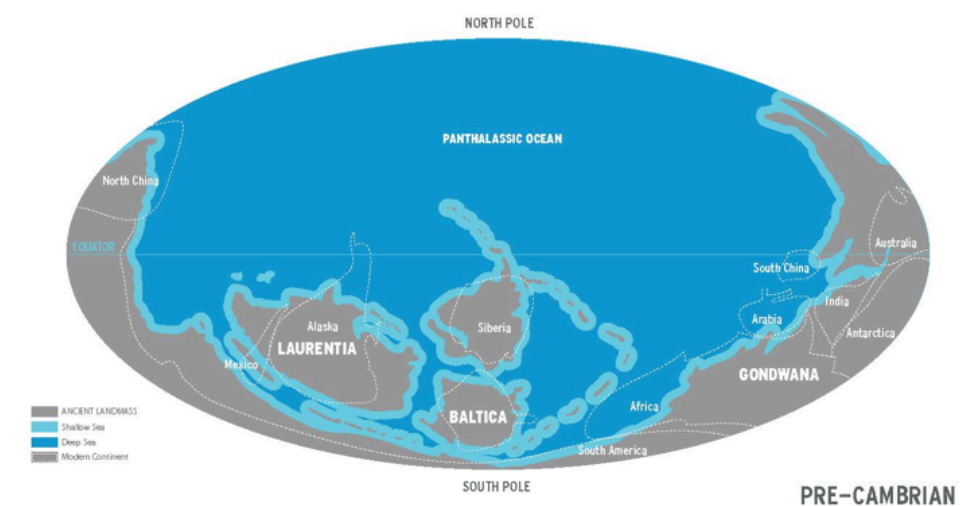 NORTH POLE
PANTHALASSIC OCEAN
North China
EQUATOR
Australia
South China
India
Arabia
Antarctica
Alaska
Siberia
LAURENTIA
Mexico
GONDWANA
BALTICA
Africa
South America
ANCIENT LANDMASS
Shallow Sea
Deep Sea
Modern Continent
SOUTH POLE
PRE-CAMBRIAN